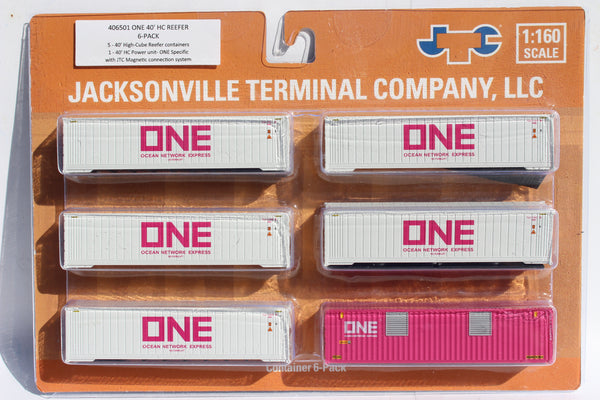 406501 ONE 40' HC REEFER
6-PACK
5 - 40' High-Cube Reefer containers
1 - 40' HC Power unit- ONE Specific
with JTC Magnetic connection system
JTC
1:160
SCALE
JACKSONVILLE TERMINAL COMPANY, LLC
ONE
OCEAN NETWORK EXPRESS
ONE
OCEAN NETWORK EXPRESS
ONE
OCEAN NETWORK EXPRESS
ONE
OCEAN NETWORK EXPRESS
ONE
OCEAN NETWORK EXPRESS
ONE
Container 6-Pack